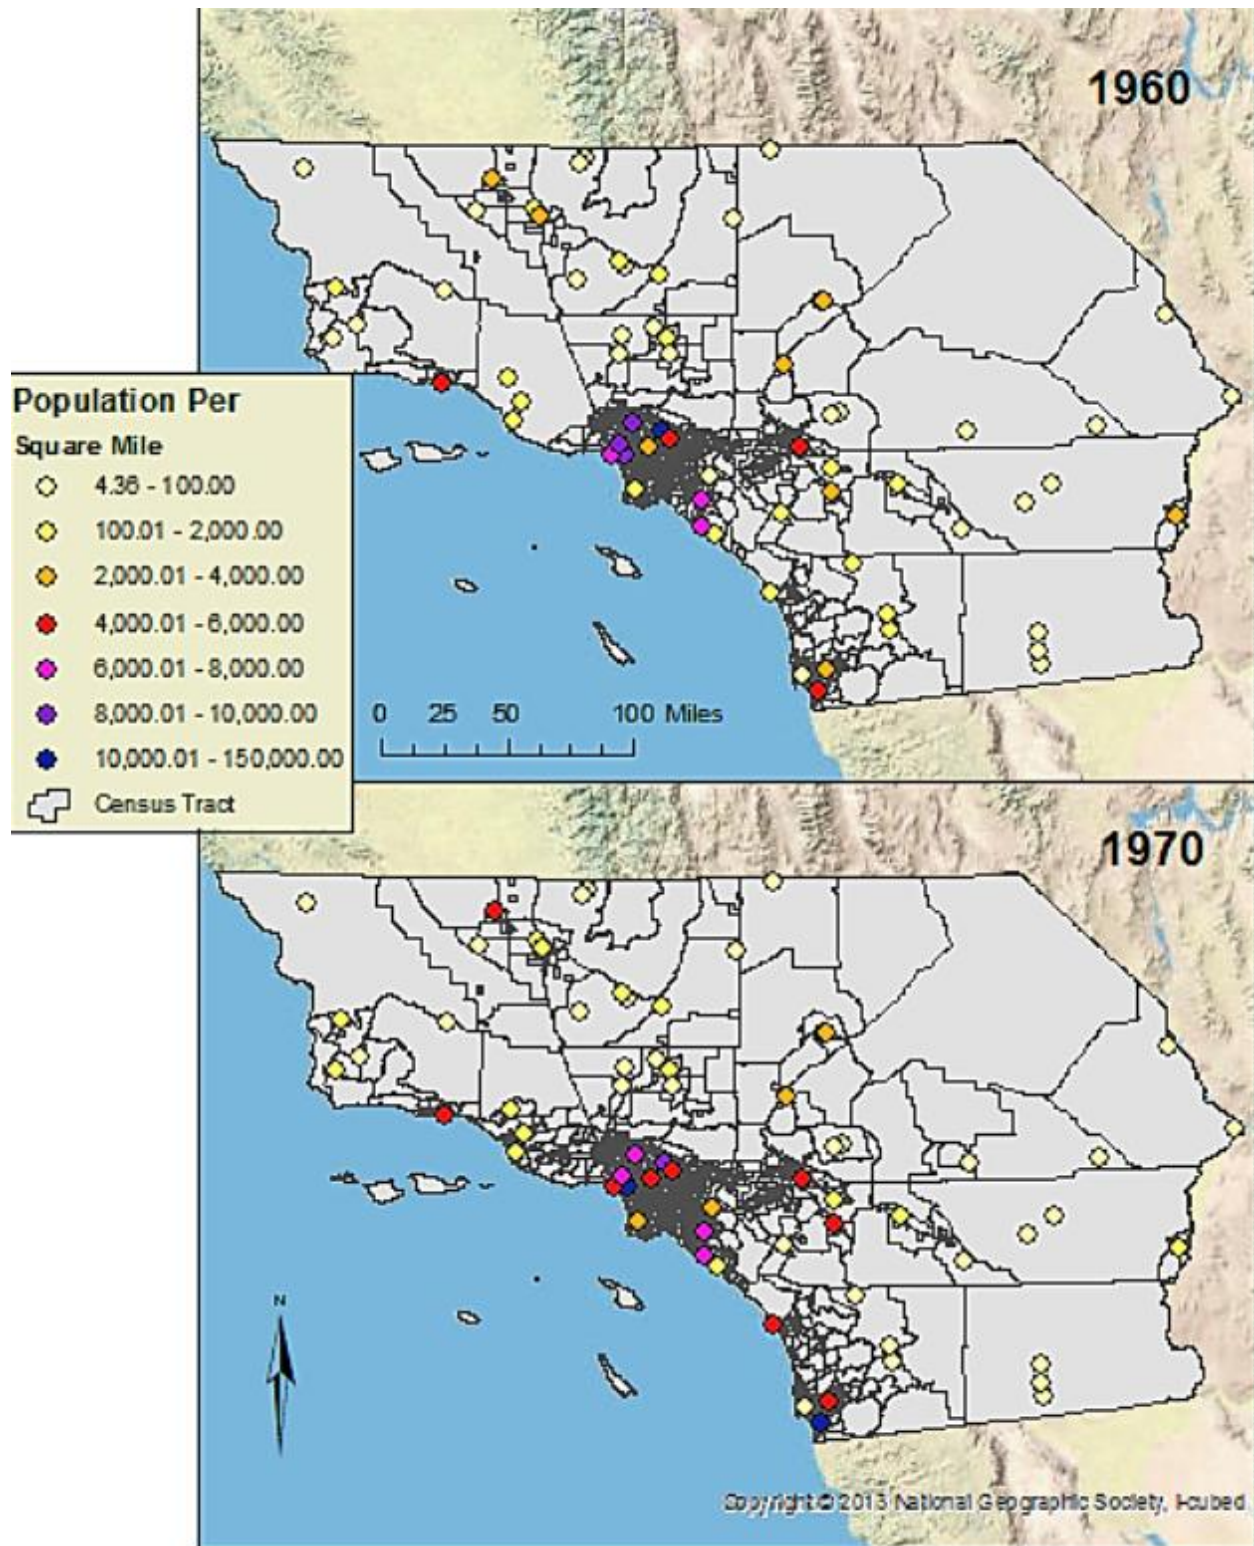 1960
Population Per
Square Mile
4.36 - 100.00
100.01 - 2,000.00
2,000.01 - 4,000.00
4,000.01 - 6,000.00
6,000.01 - 8,000.00
8,000.01 - 10,000.00
10,000.01 - 150,000.00
Census Tract
0 25 50 100 Miles
1970
N
Copyright:© 2013 National Geographic Society, i-cubed